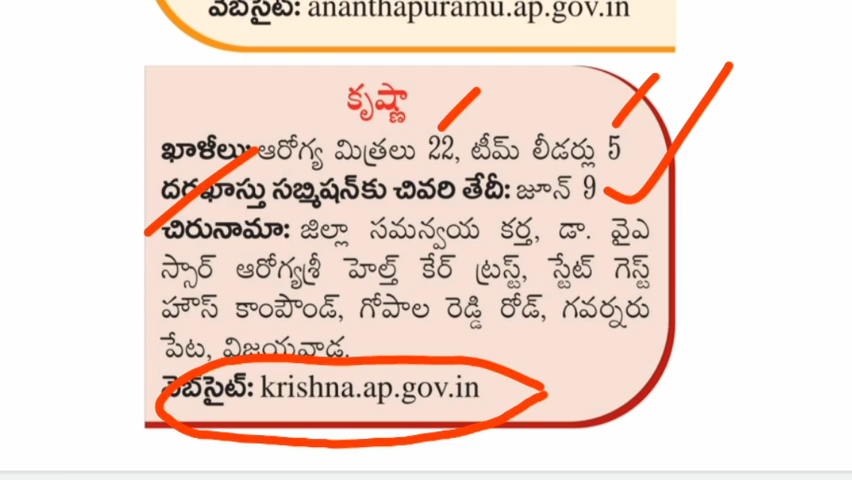 వెబ్‌సైట్: ananthapuramu.ap.gov.in
కృష్ణా
ఖాళీలు: ఆరోగ్య మిత్రలు 22, టీమ్ లీడర్లు 5
దరఖాస్తు సబ్మిషన్‌కు చివరి తేదీ: జూన్ 9
చిరునామా: జిల్లా సమన్వయ కర్త, డా. వైఎ
స్సార్ ఆరోగ్యశ్రీ హెల్త్ కేర్ ట్రస్ట్, స్టేట్ గెస్ట్
హౌస్ కాంపౌండ్, గోపాల రెడ్డి రోడ్, గవర్నరు
పేట, విజయవాడ.
వెబ్‌సైట్: krishna.ap.gov.in